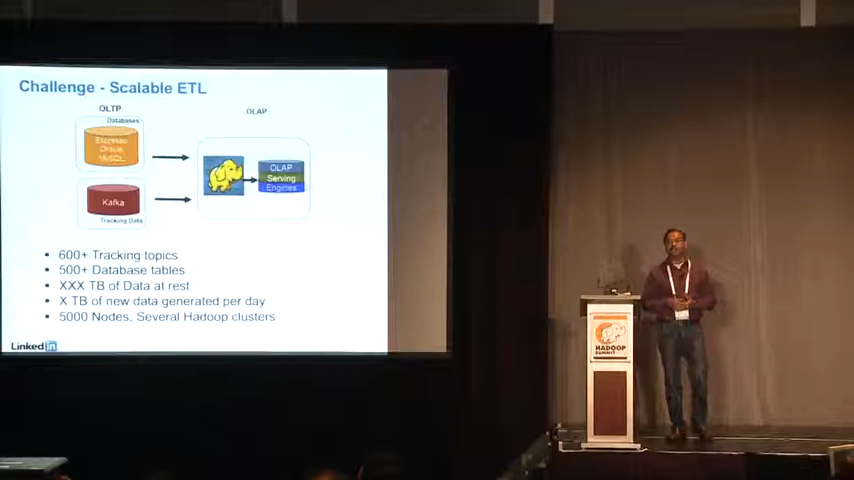 Challenge - Scalable ETL
OLTP
OLAP
Databases
Espresso
Oracle
MySQL
OLAP
Serving
Engines
Kafka
Tracking Data
• 600+ Tracking topics
• 500+ Database tables
• XXX TB of Data at rest
• X TB of new data generated per day
• 5000 Nodes, Several Hadoop clusters
LinkedIn
HADOOP
SUMMIT